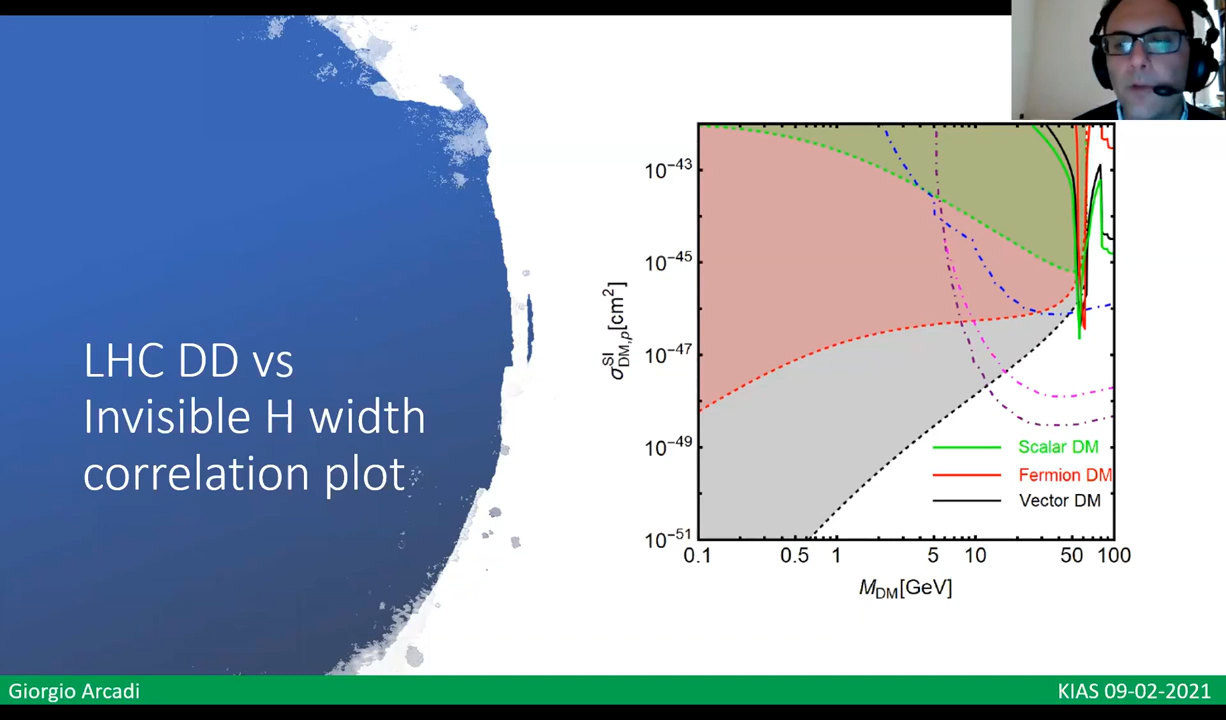 LHC DD vs
Invisible H width
correlation plot
10⁻⁴³
10⁻⁴⁵
10⁻⁴⁷
10⁻⁴⁹
10⁻⁵¹
σ^SI_DM,p[cm²]
Scalar DM
Fermion DM
Vector DM
0.1 0.5 1 5 10 50 100
M_DM[GeV]
Giorgio Arcadi
KIAS 09-02-2021